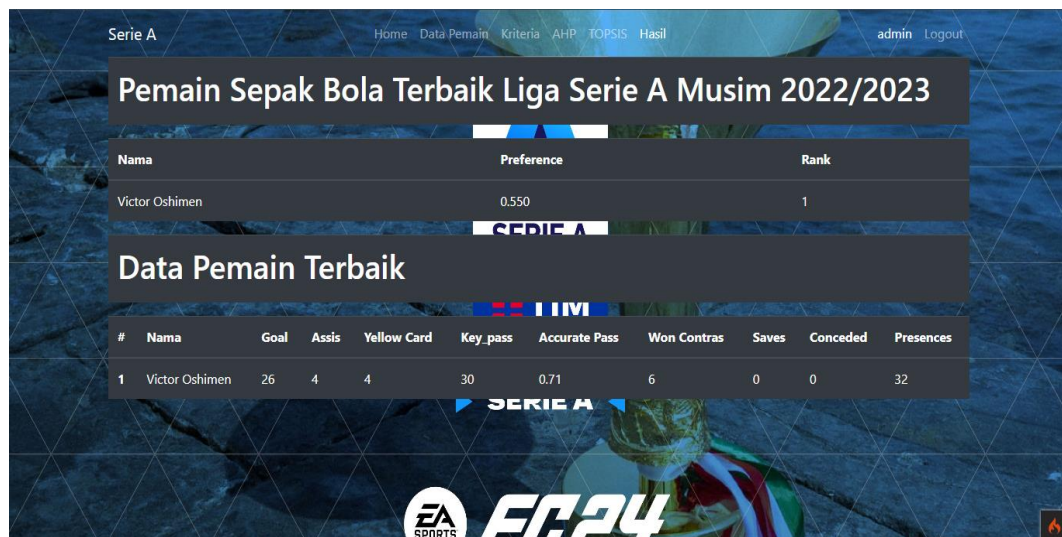 Serie A Home Data Pemain Kriteria AHP TOPSIS Hasil admin Logout
Pemain Sepak Bola Terbaik Liga Serie A Musim 2022/2023
Nama Preference Rank
Victor Oshimen 0.550 1
SERIE A
Data Pemain Terbaik
TIM
# Nama Goal Assis Yellow Card Key_pass Accurate Pass Won Contras Saves Conceded Presences
1 Victor Oshimen 26 4 4 30 0.71 6 0 0 32
SERIE A
EA SPORTS FC24